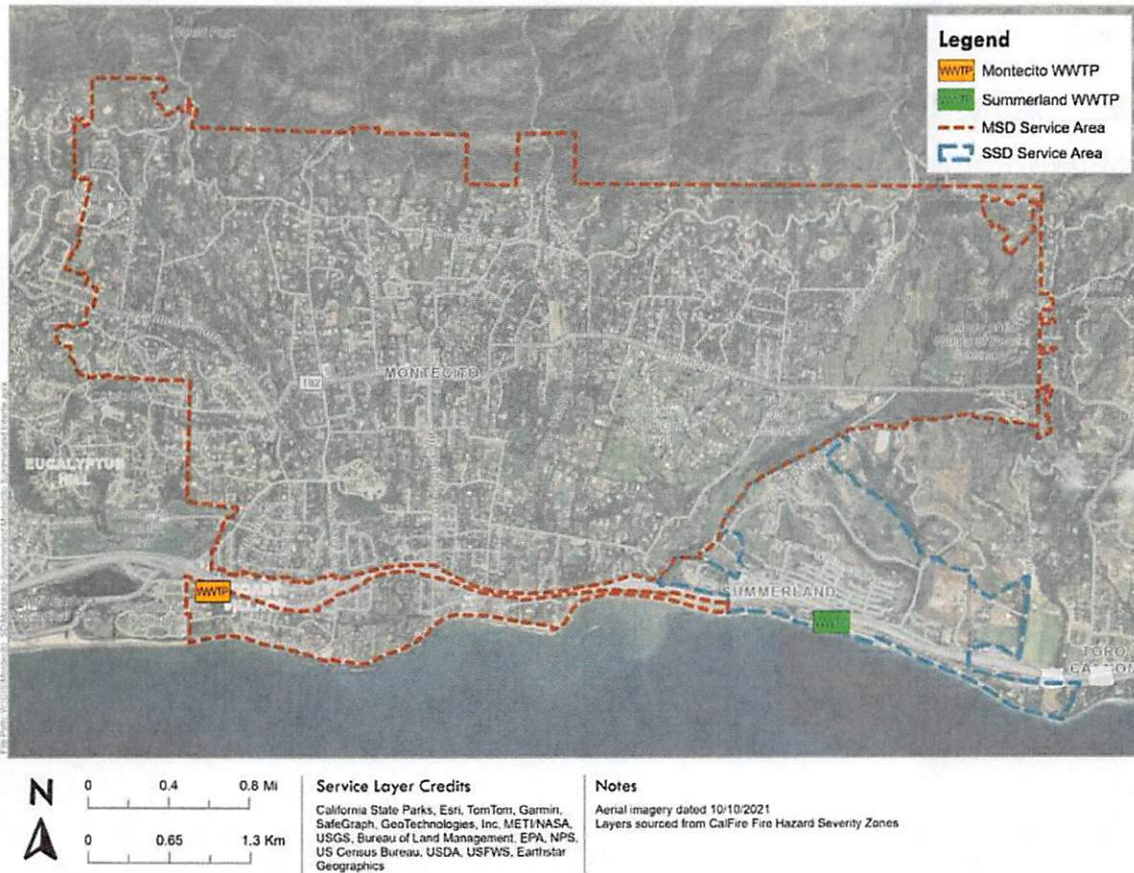 Legend
WWTP Montecito WWTP
Summerland WWTP
MSD Service Area
SSD Service Area
192
MONTECITO
EUCALYPTUS
HILL
WWTP
SUMMERLAND
TORO
CANYON
N
0 0.4 0.8 Mi
0 0.65 1.3 Km
Service Layer Credits
California State Parks, Esri, TomTom, Garmin,
SafeGraph, GeoTechnologies, Inc, METI/NASA,
USGS, Bureau of Land Management, EPA, NPS,
US Census Bureau, USDA, USFWS, Earthstar
Geographics
Notes
Aerial imagery dated 10/10/2021
Layers sourced from CalFire Fire Hazard Severity Zones